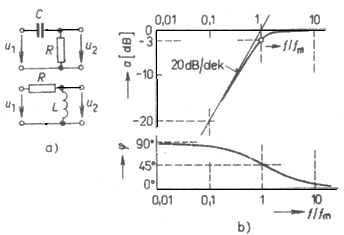 C
u₁
R
u₂
R
u₁
L
u₂
a)
0,01 0,1 1 10
a [dB]
0
-3
-10
-20
f/fₘ
20dB/dek
φ
90°
45°
0°
0,01 0,1 1 10
f/fₘ
b)